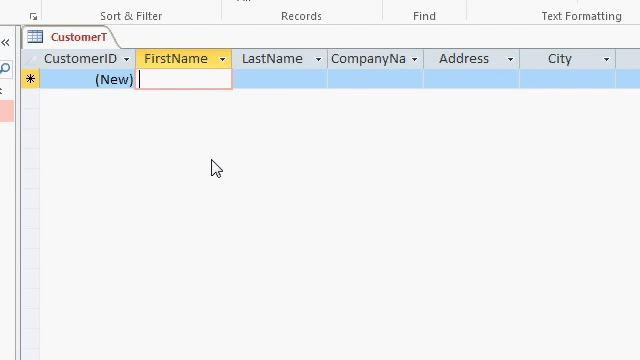 Sort & Filter Records Find Text Formatting
CustomerT
CustomerID FirstName LastName CompanyNa Address City
(New)